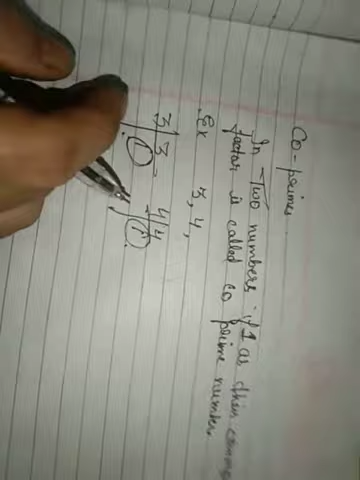 Co-primes.
In Two numbers if 1 as their common
factor is called co prime number.
Ex 3, 4,
3 3 4 4
1 1